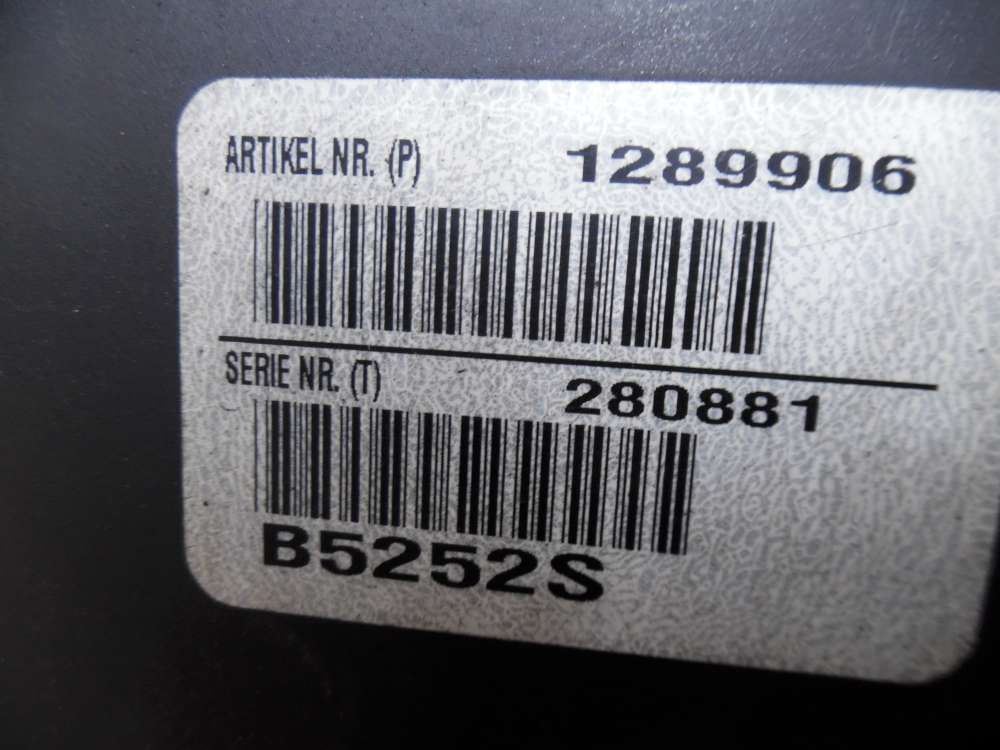 ARTIKEL NR. (P) 1289906
SERIE NR. (T) 280881
B5252S